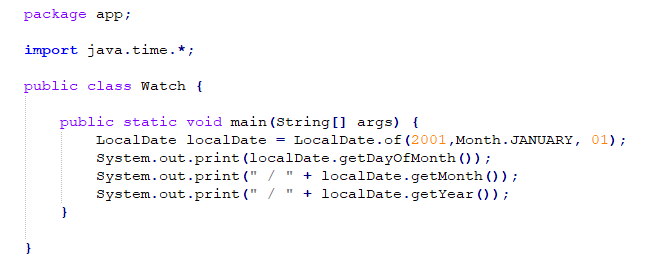 package app;
import java.time.*;
public class Watch {
public static void main(String[] args) {
LocalDate localDate = LocalDate.of(2001,Month.JANUARY, 01);
System.out.print(localDate.getDayOfMonth());
System.out.print(" / " + localDate.getMonth());
System.out.print(" / " + localDate.getYear());
}
}